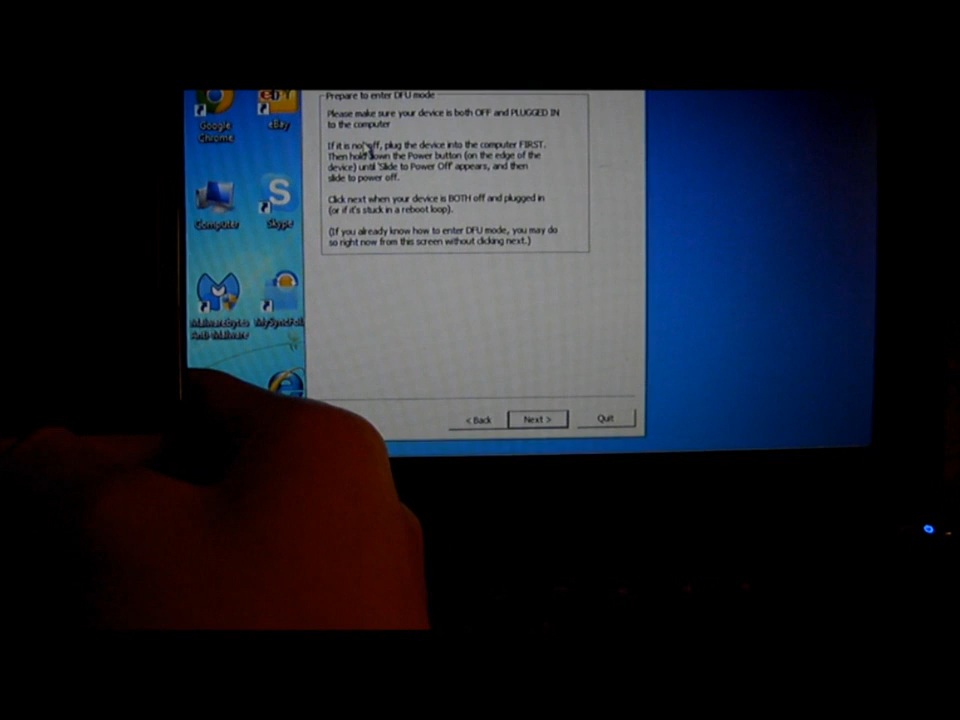 Prepare to enter DFU mode
Please make sure your device is both OFF and PLUGGED IN
to the computer
If it is not off, plug the device into the computer FIRST.
Then hold down the Power button (on the edge of the
device) until 'Slide to Power Off' appears, and then
slide to power off.
Click next when your device is BOTH off and plugged in
(or if it's stuck in a reboot loop).
(If you already know how to enter DFU mode, you may do
so right now from this screen without clicking next.)
< Back
Next >
Quit
Google
Chrome
eBay
Computer
Skype
Malwarebytes
Anti-Malware